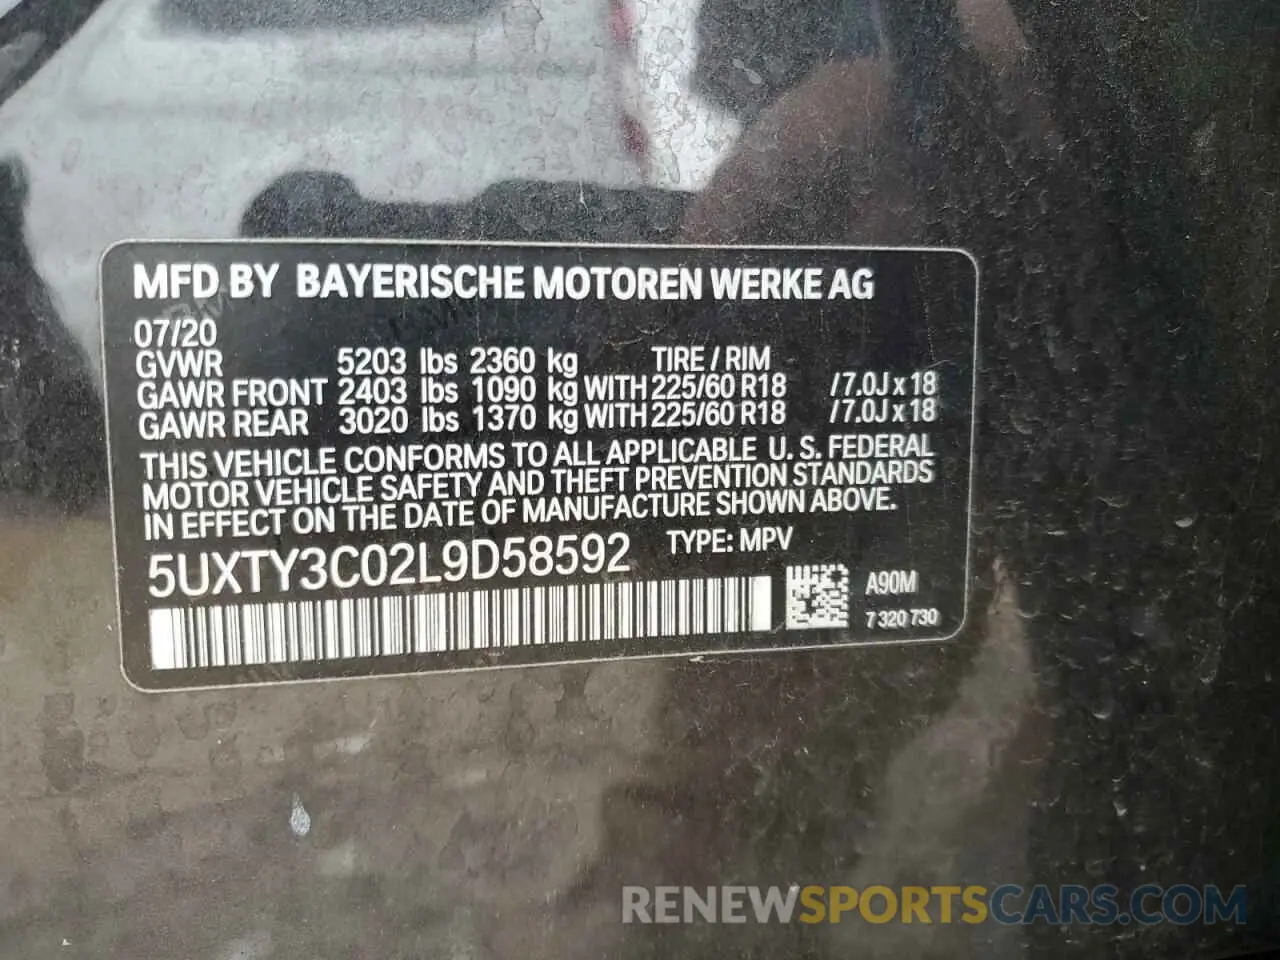 MFD BY BAYERISCHE MOTOREN WERKE AG
07/20
GVWR 5203 lbs 2360 kg TIRE / RIM
GAWR FRONT 2403 lbs 1090 kg WITH 225/60 R18 /7.0J x 18
GAWR REAR 3020 lbs 1370 kg WITH 225/60 R18 /7.0J x 18
THIS VEHICLE CONFORMS TO ALL APPLICABLE U. S. FEDERAL
MOTOR VEHICLE SAFETY AND THEFT PREVENTION STANDARDS
IN EFFECT ON THE DATE OF MANUFACTURE SHOWN ABOVE.
5UXTY3C02L9D58592 TYPE: MPV
A90M
7 320 730
RENEWSPORTSCARS.COM